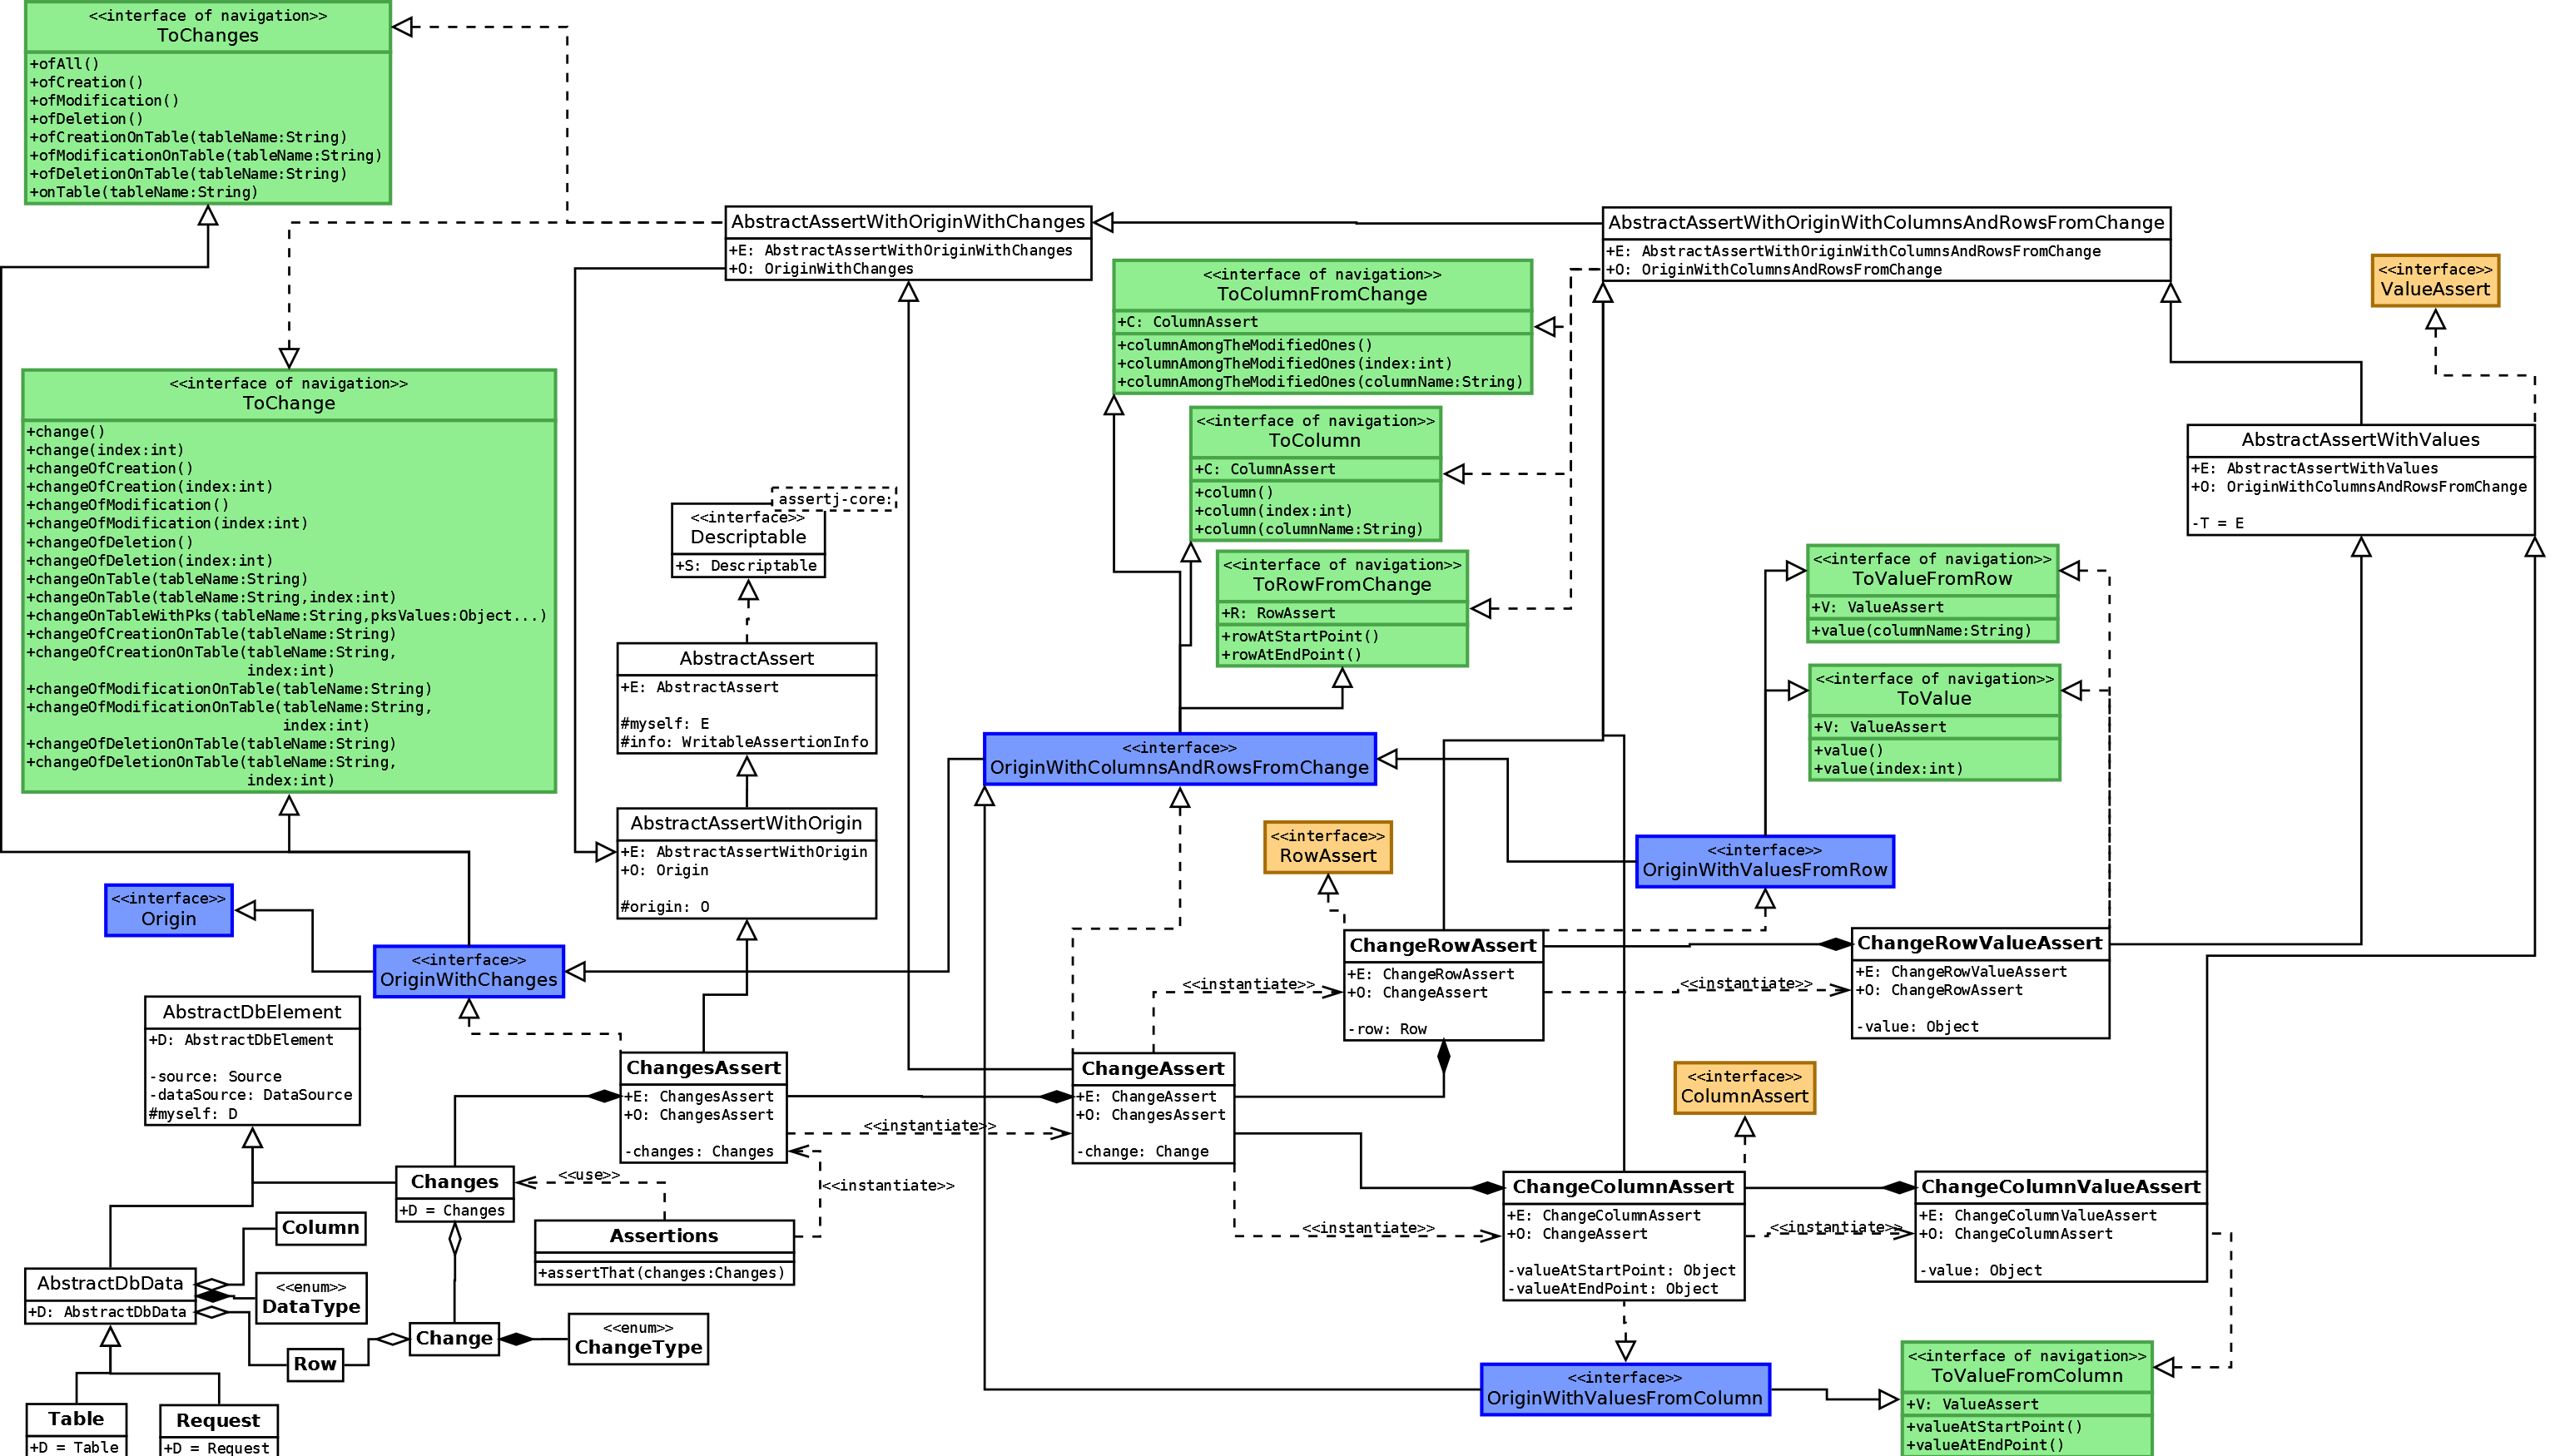 <<interface of navigation>>
ToChanges
+ofAll()
+ofCreation()
+ofModification()
+ofDeletion()
+ofCreationOnTable(tableName:String)
+ofModificationOnTable(tableName:String)
+ofDeletionOnTable(tableName:String)
+onTable(tableName:String)
AbstractAssertWithOriginWithChanges
+E: AbstractAssertWithOriginWithChanges
+O: OriginWithChanges
AbstractAssertWithOriginWithColumnsAndRowsFromChange
+E: AbstractAssertWithOriginWithColumnsAndRowsFromChange
+O: OriginWithColumnsAndRowsFromChange
<<interface>>
ValueAssert
<<interface of navigation>>
ToColumnFromChange
+C: ColumnAssert
+columnAmongTheModifiedOnes()
+columnAmongTheModifiedOnes(index:int)
+columnAmongTheModifiedOnes(columnName:String)
<<interface of navigation>>
ToChange
+change()
+change(index:int)
+changeOfCreation()
+changeOfCreation(index:int)
+changeOfModification()
+changeOfModification(index:int)
+changeOfDeletion()
+changeOfDeletion(index:int)
+changeOnTable(tableName:String)
+changeOnTable(tableName:String,index:int)
+changeOnTableWithPks(tableName:String,pksValues:Object...)
+changeOfCreationOnTable(tableName:String)
+changeOfCreationOnTable(tableName:String,
index:int)
+changeOfModificationOnTable(tableName:String)
+changeOfModificationOnTable(tableName:String,
index:int)
+changeOfDeletionOnTable(tableName:String)
+changeOfDeletionOnTable(tableName:String,
index:int)
<<interface of navigation>>
ToColumn
+C: ColumnAssert
+column()
+column(index:int)
+column(columnName:String)
AbstractAssertWithValues
+E: AbstractAssertWithValues
+O: OriginWithColumnsAndRowsFromChange
-T = E
assertj-core:
<<interface>>
Descriptable
+S: Descriptable
<<interface of navigation>>
ToRowFromChange
+R: RowAssert
+rowAtStartPoint()
+rowAtEndPoint()
<<interface of navigation>>
ToValueFromRow
+V: ValueAssert
+value(columnName:String)
AbstractAssert
+E: AbstractAssert
#myself: E
#info: WritableAssertionInfo
<<interface of navigation>>
ToValue
+V: ValueAssert
+value()
+value(index:int)
<<interface>>
OriginWithColumnsAndRowsFromChange
AbstractAssertWithOrigin
+E: AbstractAssertWithOrigin
+O: Origin
#origin: O
<<interface>>
RowAssert
<<interface>>
OriginWithValuesFromRow
<<interface>>
Origin
<<interface>>
OriginWithChanges
ChangeRowAssert
+E: ChangeRowAssert
+O: ChangeAssert
-row: Row
ChangeRowValueAssert
+E: ChangeRowValueAssert
+O: ChangeRowAssert
-value: Object
<<instantiate>>
<<instantiate>>
AbstractDbElement
+D: AbstractDbElement
-source: Source
-dataSource: DataSource
#myself: D
ChangesAssert
+E: ChangesAssert
+O: ChangesAssert
-changes: Changes
<<instantiate>>
ChangeAssert
+E: ChangeAssert
+O: ChangesAssert
-change: Change
<<interface>>
ColumnAssert
Changes
+D = Changes
<<use>>
<<instantiate>>
Assertions
+assertThat(changes:Changes)
<<instantiate>>
ChangeColumnAssert
+E: ChangeColumnAssert
+O: ChangeAssert
-valueAtStartPoint: Object
-valueAtEndPoint: Object
<<instantiate>>
ChangeColumnValueAssert
+E: ChangeColumnValueAssert
+O: ChangeColumnAssert
-value: Object
Column
AbstractDbData
+D: AbstractDbData
<<enum>>
DataType
Row
Change
<<enum>>
ChangeType
<<interface>>
OriginWithValuesFromColumn
<<interface of navigation>>
ToValueFromColumn
+V: ValueAssert
+valueAtStartPoint()
+valueAtEndPoint()
Table
+D = Table
Request
+D = Request